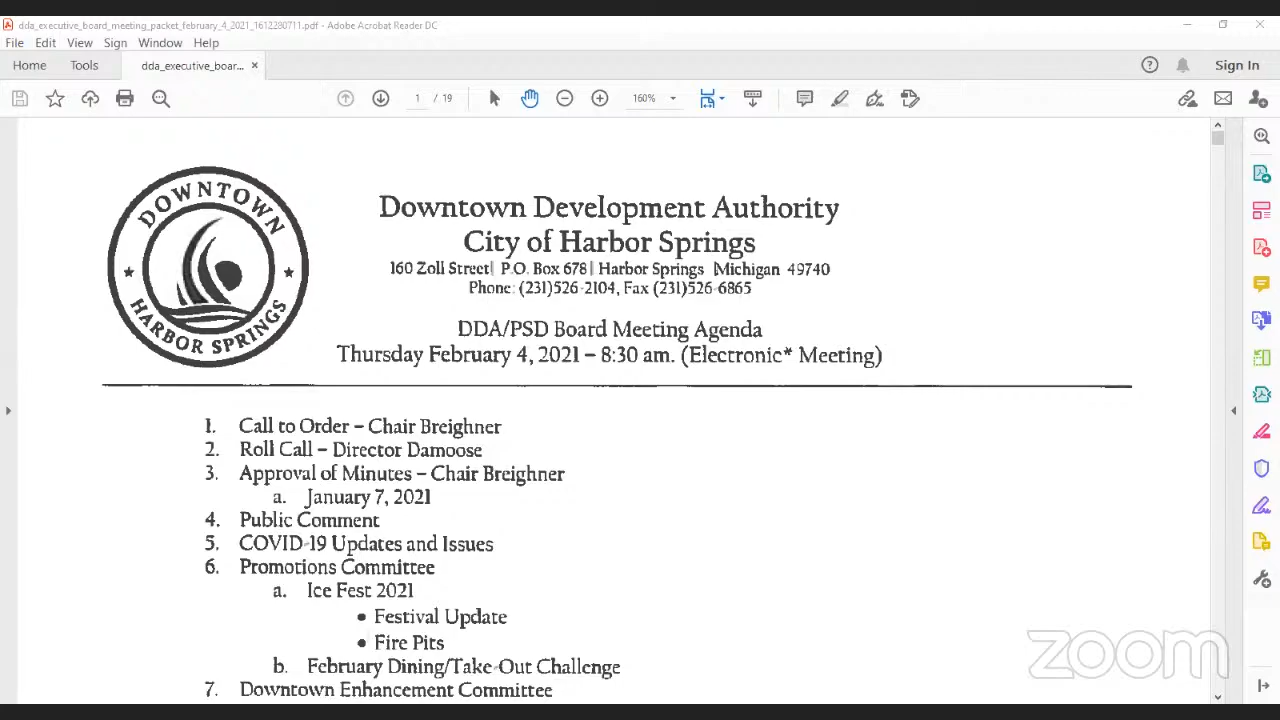 dda_executive_board_meeting_packet_february_4_2021_1612280711.pdf - Adobe Acrobat Reader DC
File Edit View Sign Window Help
Home Tools dda_executive_boar... × Sign In
1 / 19 160%
DOWNTOWN
HARBOR SPRINGS
Downtown Development Authority
City of Harbor Springs
160 Zoll Street| P.O. Box 678| Harbor Springs Michigan 49740
Phone: (231)526-2104, Fax (231)526-6865
DDA/PSD Board Meeting Agenda
Thursday February 4, 2021 – 8:30 am. (Electronic* Meeting)
1. Call to Order – Chair Breighner
2. Roll Call – Director Damoose
3. Approval of Minutes – Chair Breighner
a. January 7, 2021
4. Public Comment
5. COVID-19 Updates and Issues
6. Promotions Committee
a. Ice Fest 2021
• Festival Update
• Fire Pits
b. February Dining/Take-Out Challenge
7. Downtown Enhancement Committee
zoom